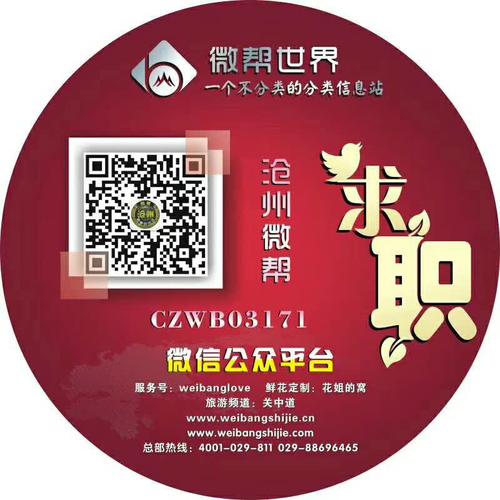 微帮世界
一个不分类的分类信息站
沧州微帮
求职
沧州
CZWB03171
微信公众平台
服务号：weibanglove 鲜花定制：花姐的窝
旅游频道：关中道
www.weibangshijie.cn
www.weibangshijie.com
总部热线：4001-029-811 029-88696465